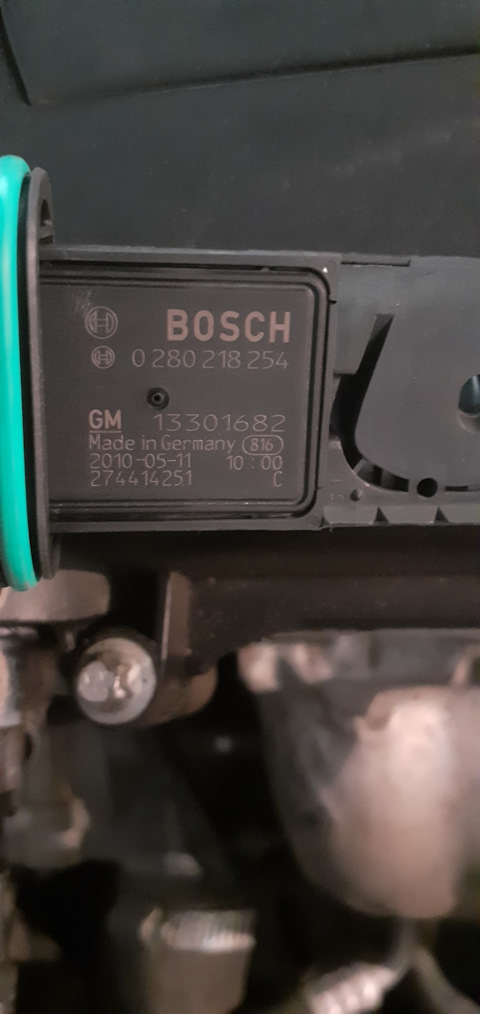 BOSCH
0 280 218 254
GM 13301682
Made in Germany 816
2010-05-11 10:00
274414251 C